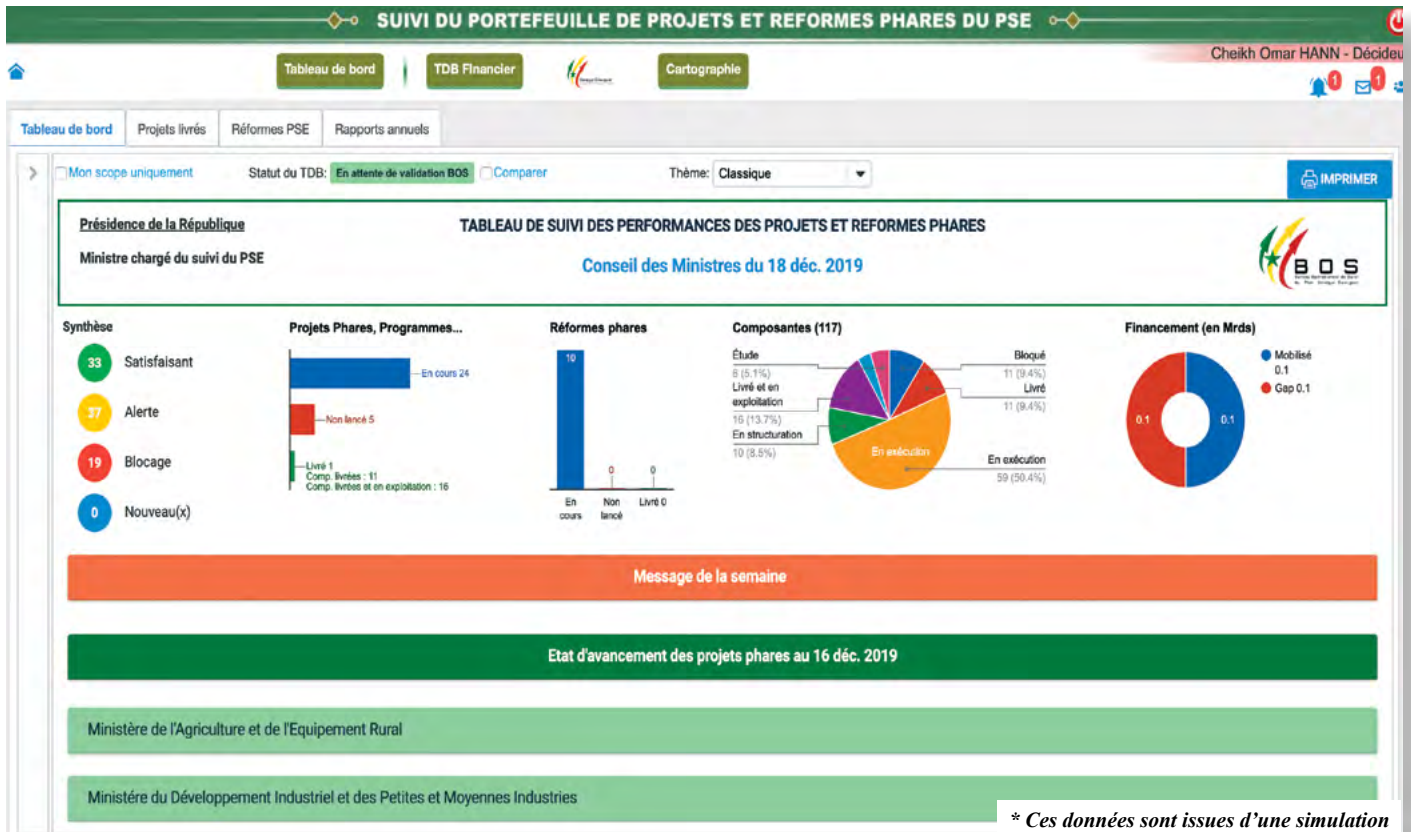 SUIVI DU PORTEFEUILLE DE PROJETS ET REFORMES PHARES DU PSE
Cheikh Omar HANN - Décideu
Tableau de bord
TDB Financier
Cartographie
1
1
Tableau de bord
Projets livrés
Réformes PSE
Rapports annuels
Mon scope uniquement
Statut du TDB: En attente de validation BOS
Comparer
Thème: Classique
IMPRIMER
Présidence de la République
Ministre chargé du suivi du PSE
TABLEAU DE SUIVI DES PERFORMANCES DES PROJETS ET REFORMES PHARES
Conseil des Ministres du 18 déc. 2019
BOS
Synthèse
33 Satisfaisant
37 Alerte
19 Blocage
0 Nouveau(x)
Projets Phares, Programmes...
En cours 24
Non lancé 5
Livré 1
Comp. livrées : 11
Comp. livrées et en exploitation : 16
Réformes phares
10
0
0
En cours
Non lancé
Livré 0
Composantes (117)
Étude
6 (5.1%)
Livré et en
exploitation
16 (13.7%)
En structuration
10 (8.5%)
Bloqué
11 (9.4%)
Livré
11 (9.4%)
En exécution
En exécution
59 (50.4%)
Financement (en Mrds)
0.1
0.1
Mobilisé
0.1
Gap 0.1
Message de la semaine
Etat d'avancement des projets phares au 16 déc. 2019
Ministère de l'Agriculture et de l'Equipement Rural
Ministére du Développement Industriel et des Petites et Moyennes Industries
* Ces données sont issues d'une simulation